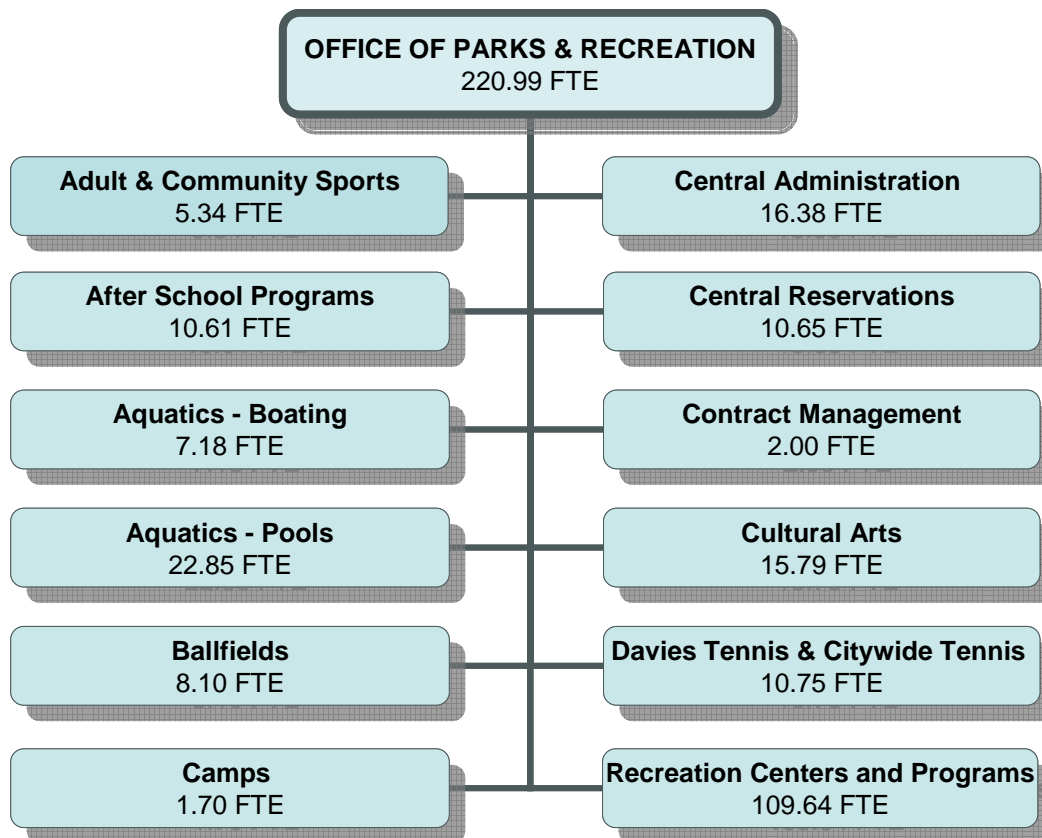 OFFICE OF PARKS & RECREATION
220.99 FTE
Adult & Community Sports
5.34 FTE
Central Administration
16.38 FTE
After School Programs
10.61 FTE
Central Reservations
10.65 FTE
Aquatics - Boating
7.18 FTE
Contract Management
2.00 FTE
Aquatics - Pools
22.85 FTE
Cultural Arts
15.79 FTE
Ballfields
8.10 FTE
Davies Tennis & Citywide Tennis
10.75 FTE
Camps
1.70 FTE
Recreation Centers and Programs
109.64 FTE